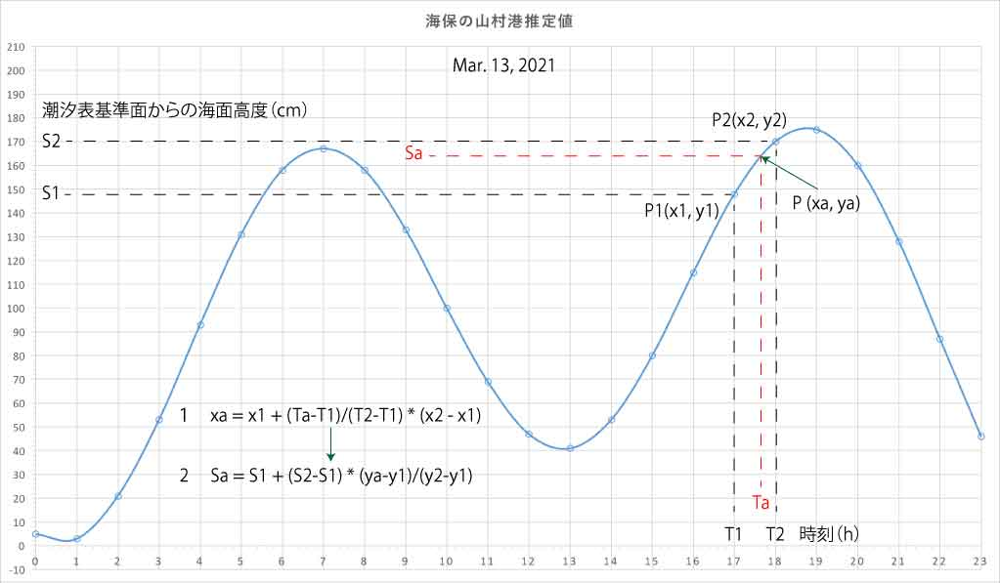 海保の山村港推定値
Mar. 13, 2021
潮汐表基準面からの海面高度(cm)
210
200
190
180
170
160
150
140
130
120
110
100
90
80
70
60
50
40
30
20
10
0
-10
S2
S1
Sa
P2(x2, y2)
P (xa, ya)
P1(x1, y1)
1 xa = x1 + (Ta-T1)/(T2-T1) * (x2 - x1)
2 Sa = S1 + (S2-S1) * (ya-y1)/(y2-y1)
Ta
T1 T2 時刻(h)
0 1 2 3 4 5 6 7 8 9 10 11 12 13 14 15 16 17 18 19 20 21 22 23